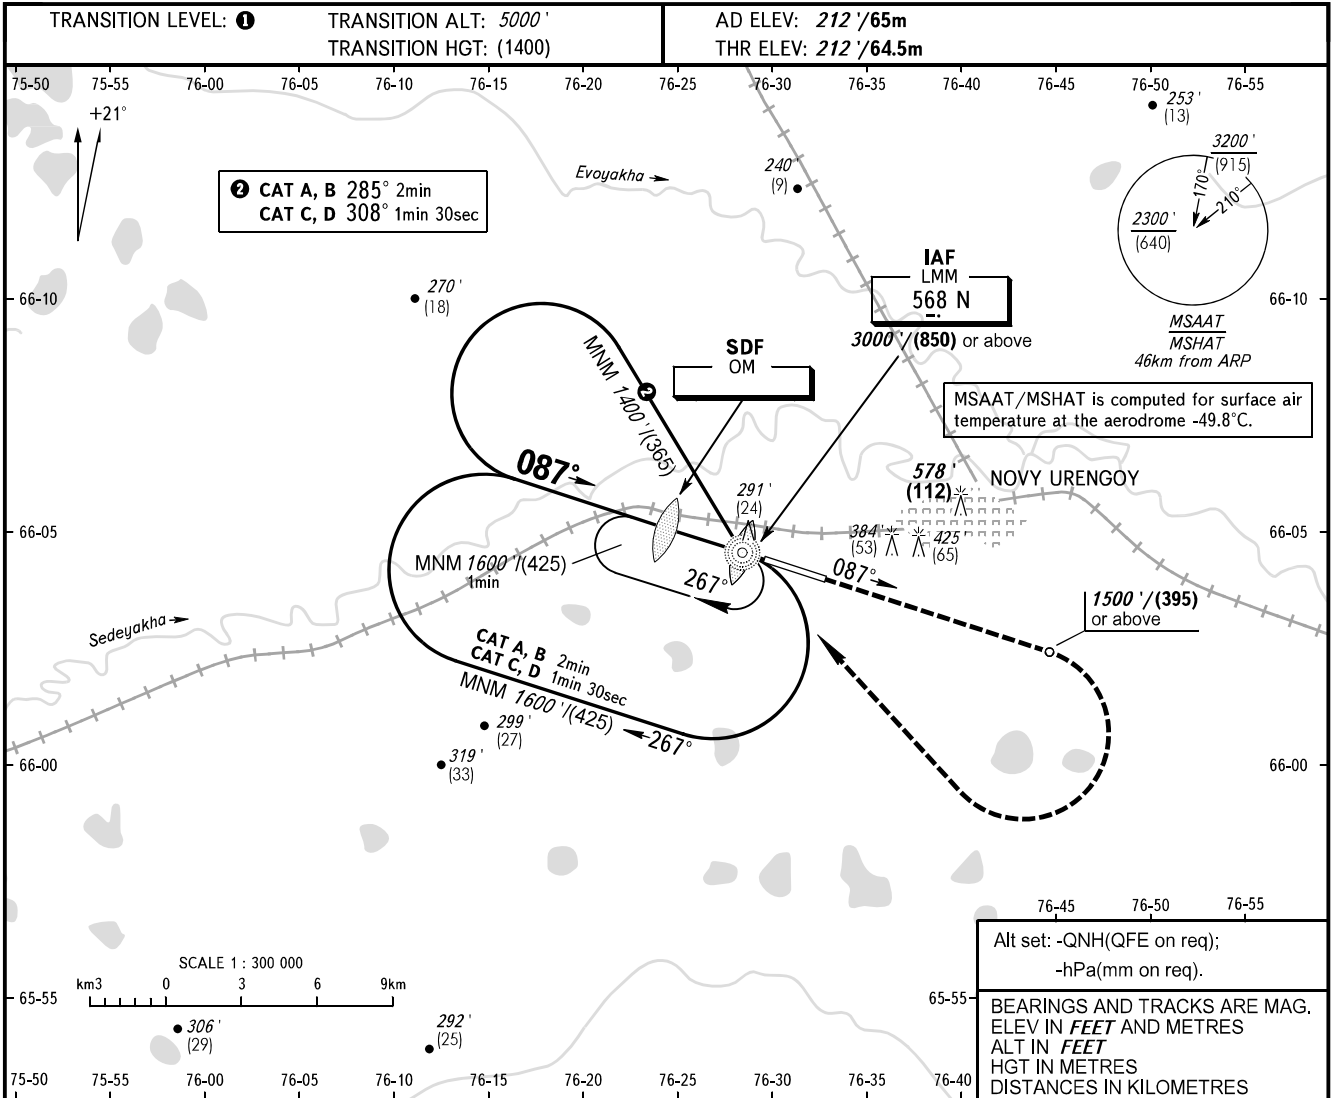 TRANSITION LEVEL: ❶
TRANSITION ALT: 5000'
TRANSITION HGT: (1400)
AD ELEV: 212'/65m
THR ELEV: 212'/64.5m
75-50 75-55 76-00 76-05 76-10 76-15 76-20 76-25 76-30 76-35 76-40 76-45 76-50 76-55
+21°
253'
(13)
3200'
(915)
170°
210°
2300'
(640)
MSAAT
MSHAT
46km from ARP
❷ CAT A, B 285° 2min
CAT C, D 308° 1min 30sec
Evoyakha
240'
(9)
IAF
LMM
568 N
3000'/(850) or above
66-10
66-10
270'
(18)
SDF
OM
MNM 1400'/(365)
❷
MSAAT/MSHAT is computed for surface air
temperature at the aerodrome -49.8°C.
087°
578'
(112)
NOVY URENGOY
291'
(24)
384'
(53)
425'
(65)
66-05
66-05
MNM 1600'/(425)
1min
267°
087°
1500'/(395)
or above
Sedeyakha
CAT A, B 2min
CAT C, D 1min 30sec
MNM 1600'/(425)
267°
299'
(27)
319'
(33)
66-00
66-00
76-45 76-50 76-55
SCALE 1 : 300 000
km3 0 3 6 9km
Alt set: -QNH(QFE on req);
-hPa(mm on req).
65-55
65-55
306'
(29)
292'
(25)
BEARINGS AND TRACKS ARE MAG.
ELEV IN FEET AND METRES
ALT IN FEET
HGT IN METRES
DISTANCES IN KILOMETRES
75-50 75-55 76-00 76-05 76-10 76-15 76-20 76-25 76-30 76-35 76-40